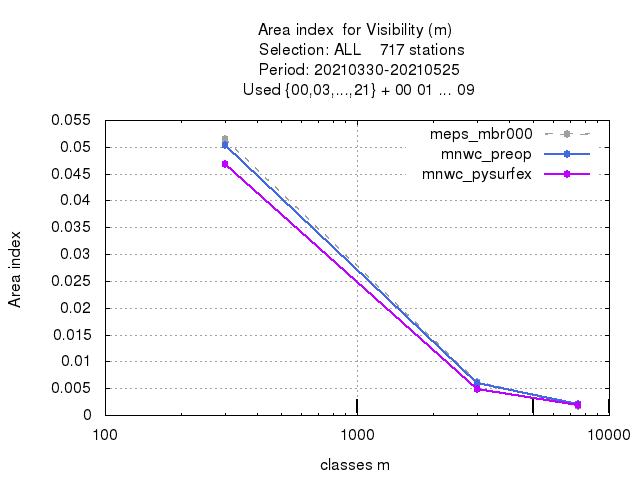 Area index  for Visibility (m)
Selection: ALL    717 stations
Period: 20210330-20210525
Used {00,03,...,21} + 00 01 ... 09
meps_mbr000
mnwc_preop
mnwc_pysurfex
0.055
0.05
0.045
0.04
0.035
0.03
0.025
0.02
0.015
0.01
0.005
0
Area index
100
1000
10000
classes m